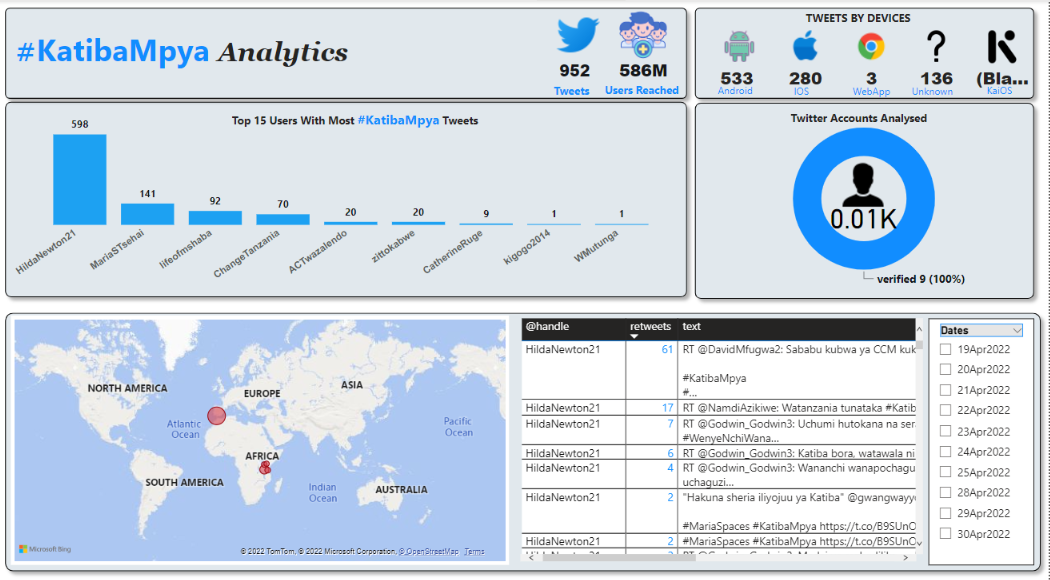 #KatibaMpya Analytics
952
586M
Tweets
Users Reached
TWEETS BY DEVICES
533
280
3
136
(Bla...
Android
IOS
WebApp
Unknown
KaiOS
Top 15 Users With Most #KatibaMpya Tweets
598
141
92
70
20
20
9
1
1
HildaNewton21
MariaSTsehai
lifeofmshaba
ChangeTanzania
ACTwazalendo
zittokabwe
CatherineRuge
kigogo2014
WMutunga
Twitter Accounts Analysed
0.01K
verified 9 (100%)
NORTH AMERICA
EUROPE
ASIA
Atlantic
Ocean
Pacific
Ocean
AFRICA
SOUTH AMERICA
Indian
Ocean
AUSTRALIA
Microsoft Bing
© 2022 TomTom, © 2022 Microsoft Corporation, © OpenStreetMap Terms
@handle retweets text
HildaNewton21 61 RT @DavidMfugwa2: Sababu kubwa ya CCM kuk
#KatibaMpya
#...
HildaNewton21 17 RT @NamdiAzikiwe: Watanzania tunataka #Katib
HildaNewton21 7 RT @Godwin_Godwin3: Uchumi hutokana na ser
#WenyeNchiWana...
HildaNewton21 6 RT @Godwin_Godwin3: Katiba bora, watawala ni
HildaNewton21 4 RT @Godwin_Godwin3: Wananchi wanapochagu
uchaguzi...
HildaNewton21 2 "Hakuna sheria iliyojuu ya Katiba" @gwangwayy
#MariaSpaces #KatibaMpya https://t.co/B9SUnO
HildaNewton21 2 #MariaSpaces #KatibaMpya https://t.co/B9SUnC
Dates
19Apr2022
20Apr2022
21Apr2022
22Apr2022
23Apr2022
24Apr2022
25Apr2022
28Apr2022
29Apr2022
30Apr2022